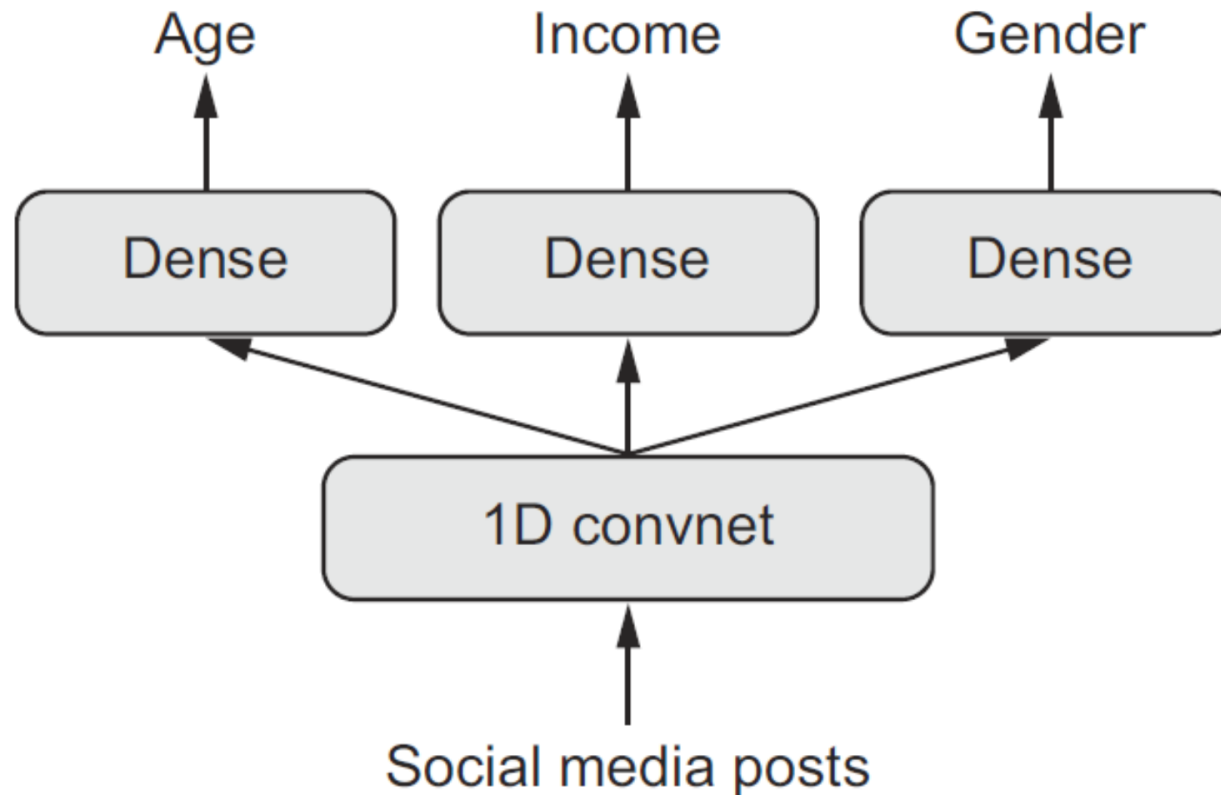 Age Income Gender
Dense Dense Dense
1D convnet
Social media posts